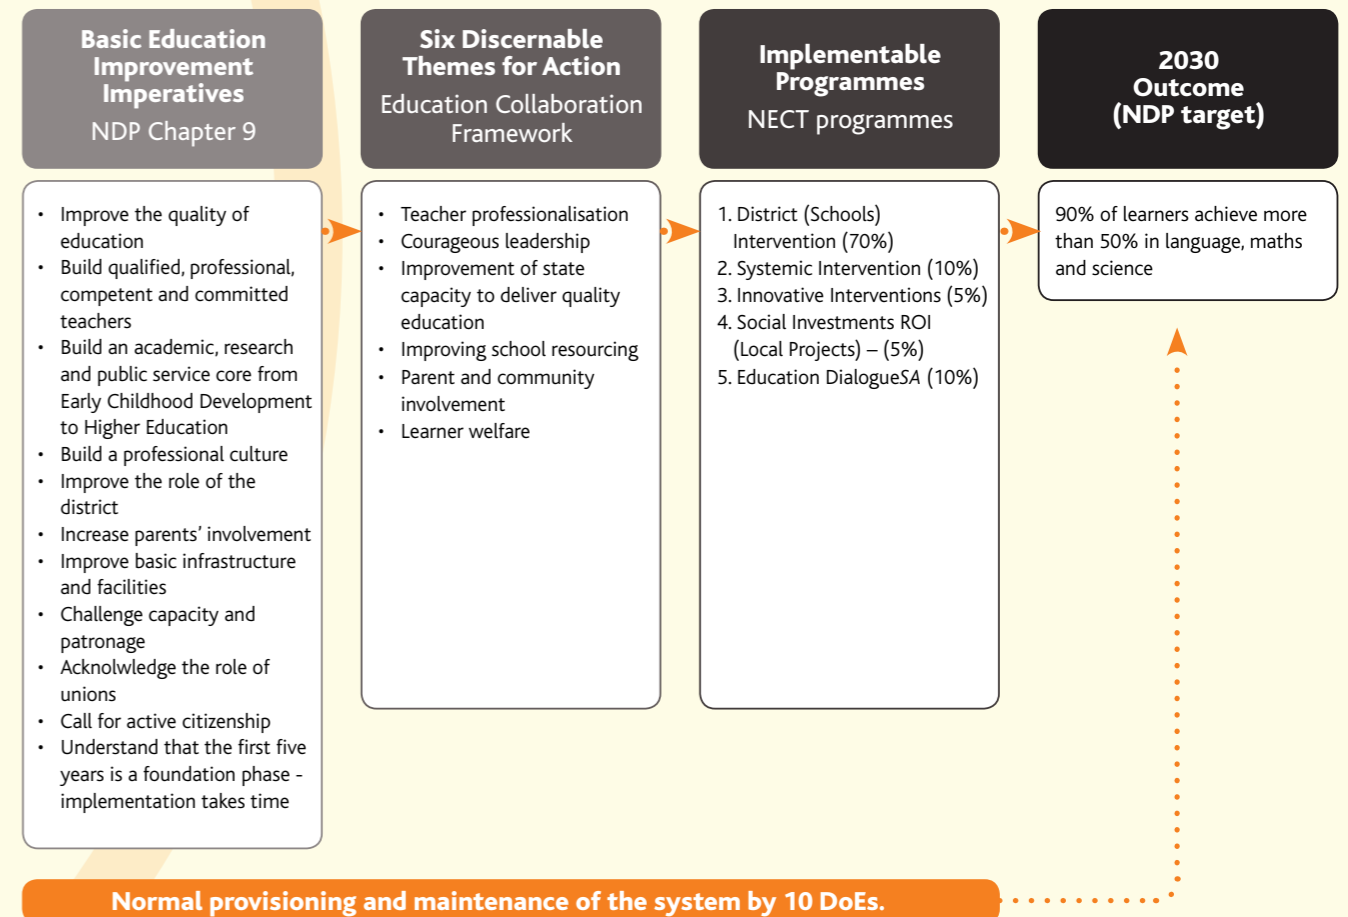 Basic Education
Improvement
Imperatives
NDP Chapter 9
• Improve the quality of
education
• Build qualified, professional,
competent and committed
teachers
• Build an academic, research
and public service core from
Early Childhood Development
to Higher Education
• Build a professional culture
• Improve the role of the
district
• Increase parents’ involvement
• Improve basic infrastructure
and facilities
• Challenge capacity and
patronage
• Acknolwledge the role of
unions
• Call for active citizenship
• Understand that the first five
years is a foundation phase -
implementation takes time
Six Discernable
Themes for Action
Education Collaboration
Framework
• Teacher professionalisation
• Courageous leadership
• Improvement of state
capacity to deliver quality
education
• Improving school resourcing
• Parent and community
involvement
• Learner welfare
Implementable
Programmes
NECT programmes
1. District (Schools)
Intervention (70%)
2. Systemic Intervention (10%)
3. Innovative Interventions (5%)
4. Social Investments ROI
(Local Projects) – (5%)
5. Education DialogueSA (10%)
2030
Outcome
(NDP target)
90% of learners achieve more
than 50% in language, maths
and science
Normal provisioning and maintenance of the system by 10 DoEs.